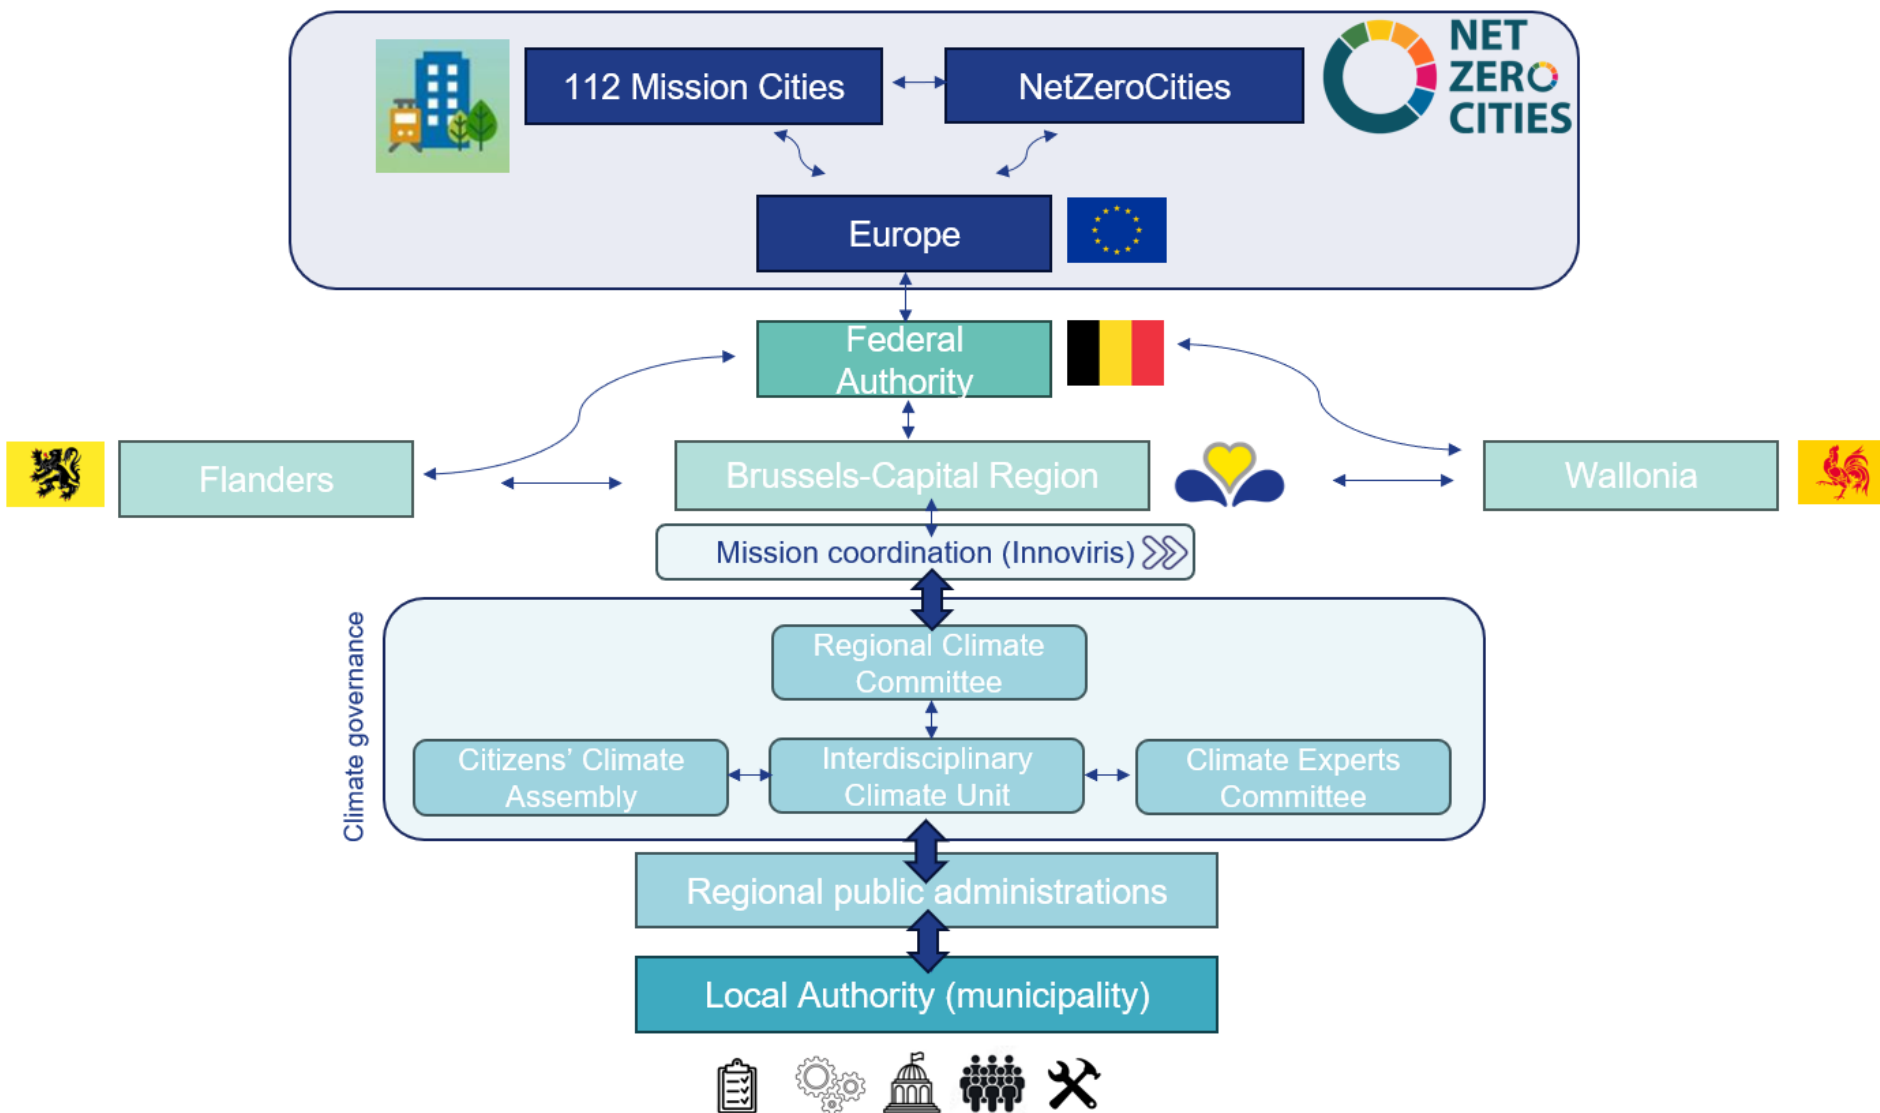 112 Mission Cities
NetZeroCities
NET
ZERO
CITIES
Europe
Federal
Authority
Flanders
Brussels-Capital Region
Wallonia
Mission coordination (Innoviris)
Climate governance
Regional Climate
Committee
Citizens’ Climate
Assembly
Interdisciplinary
Climate Unit
Climate Experts
Committee
Regional public administrations
Local Authority (municipality)